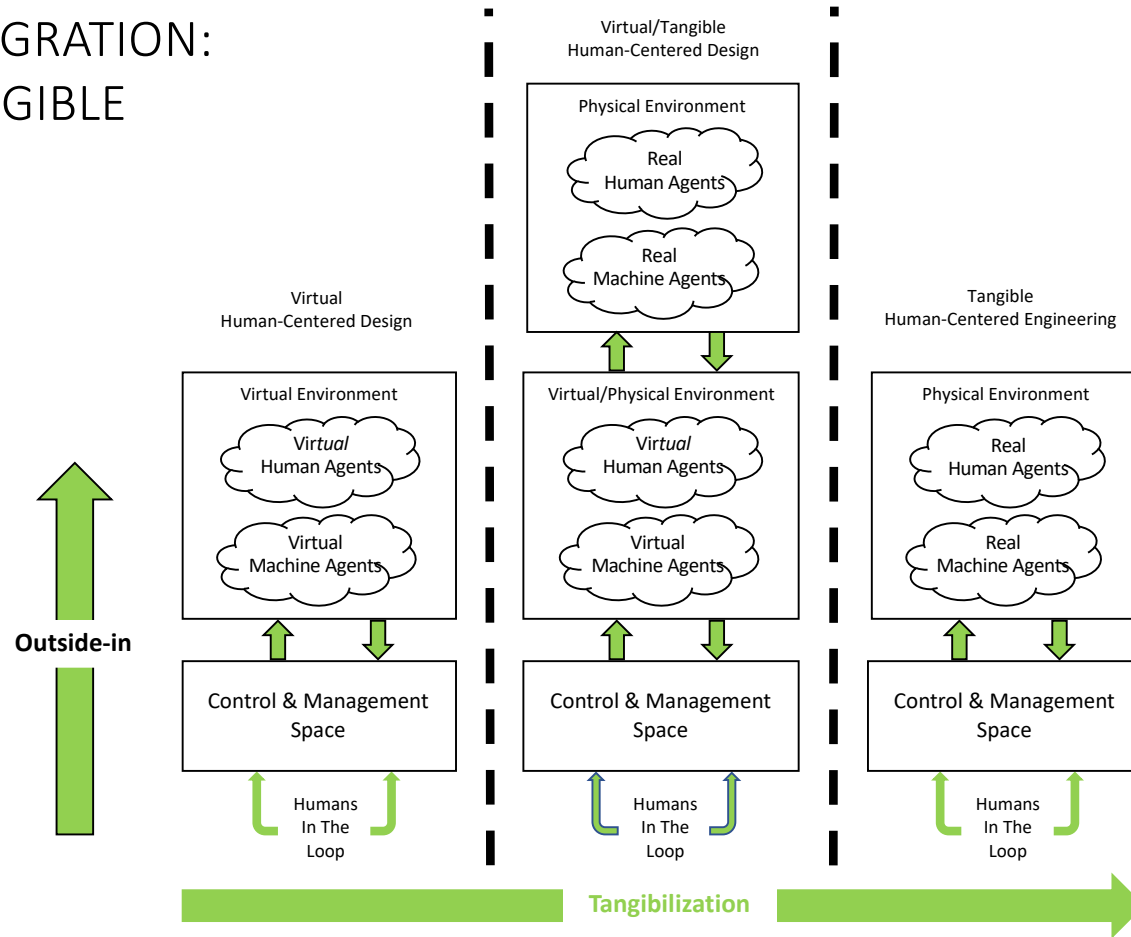 GRATION:
GIBLE
Virtual/Tangible
Human-Centered Design
Physical Environment
Real
Human Agents
Real
Machine Agents
Virtual
Human-Centered Design
Virtual Environment
Virtual
Human Agents
Virtual
Machine Agents
Virtual/Physical Environment
Virtual
Human Agents
Virtual
Machine Agents
Tangible
Human-Centered Engineering
Physical Environment
Real
Human Agents
Real
Machine Agents
Outside-in
Control & Management
Space
Control & Management
Space
Control & Management
Space
Humans
In The
Loop
Humans
In The
Loop
Humans
In The
Loop
Tangibilization